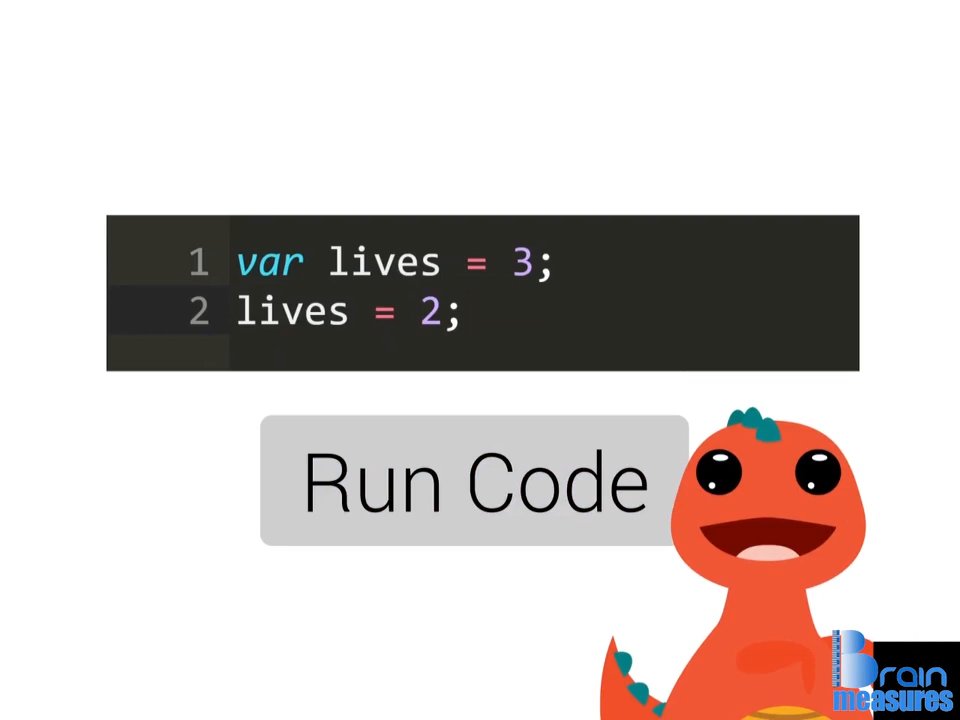 1 var lives = 3;
2 lives = 2;
Run Code
Brain
measures